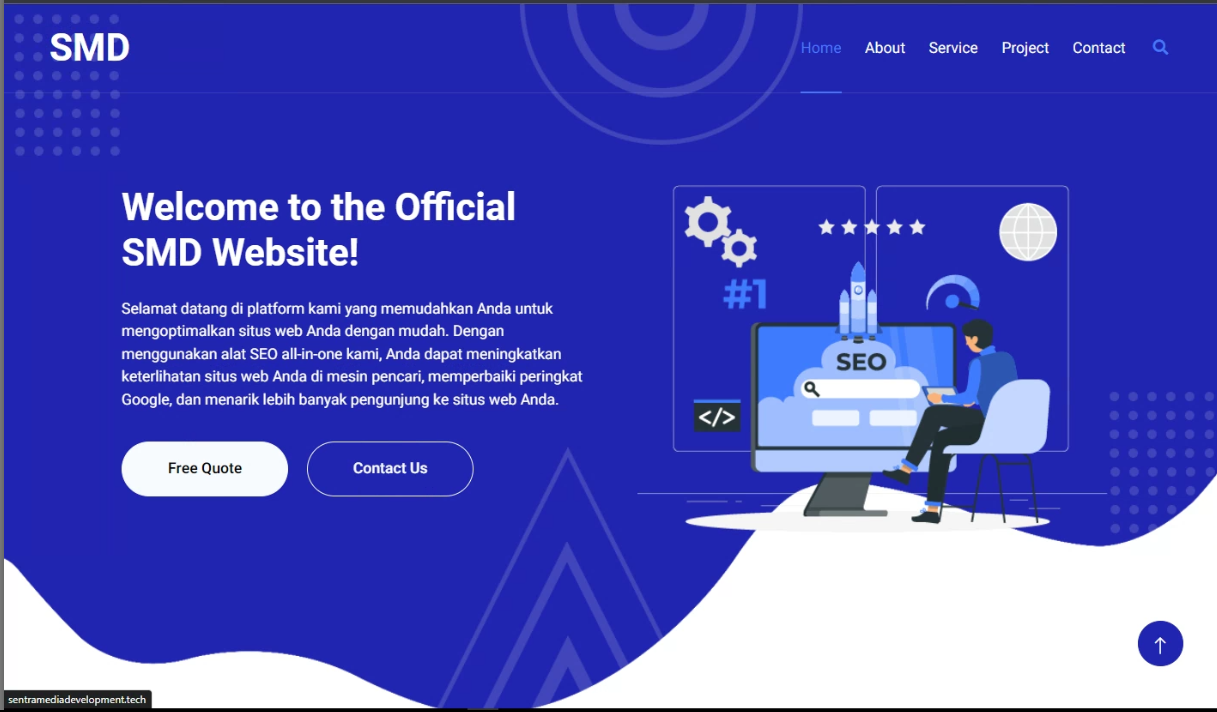 SMD
Home About Service Project Contact
Welcome to the Official
SMD Website!
Selamat datang di platform kami yang memudahkan Anda untuk
mengoptimalkan situs web Anda dengan mudah. Dengan
menggunakan alat SEO all-in-one kami, Anda dapat meningkatkan
keterlihatan situs web Anda di mesin pencari, memperbaiki peringkat
Google, dan menarik lebih banyak pengunjung ke situs web Anda.
Free Quote Contact Us
#1
SEO
</>
sentramediadevelopment.tech